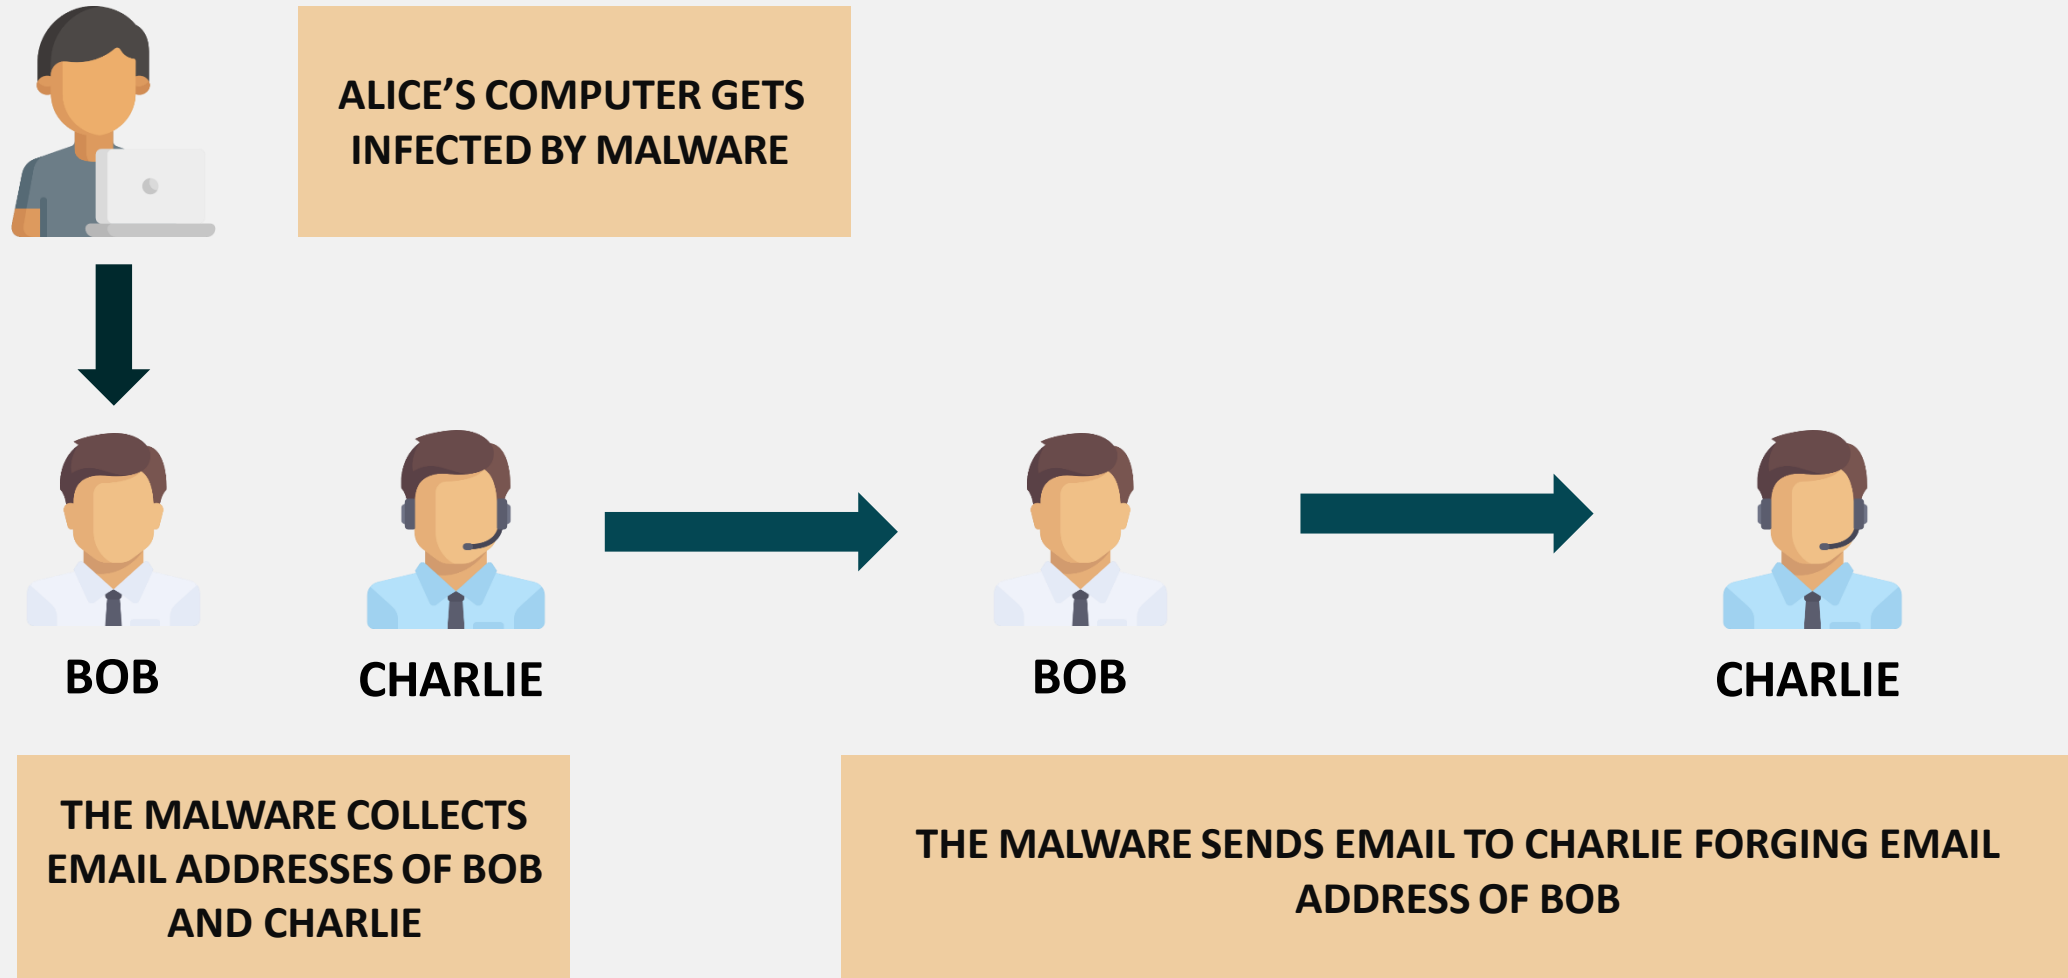 ALICE’S COMPUTER GETS
INFECTED BY MALWARE
BOB
CHARLIE
BOB
CHARLIE
THE MALWARE COLLECTS
EMAIL ADDRESSES OF BOB
AND CHARLIE
THE MALWARE SENDS EMAIL TO CHARLIE FORGING EMAIL
ADDRESS OF BOB